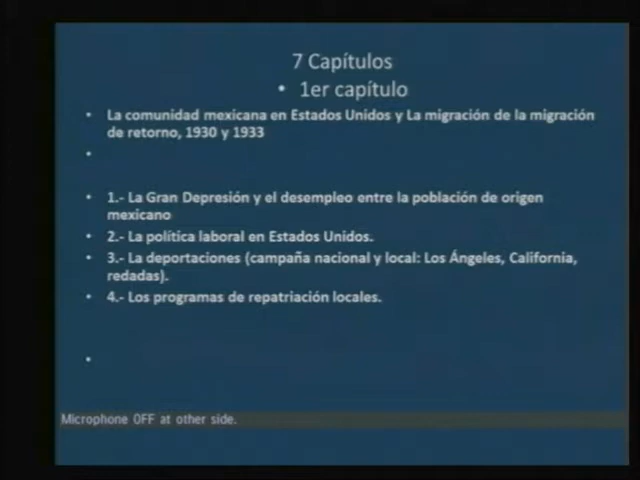 7 Capítulos
• 1er capítulo
• La comunidad mexicana en Estados Unidos y La migración de la migración
de retorno, 1930 y 1933
•
• 1.- La Gran Depresión y el desempleo entre la población de origen
mexicano
• 2.- La política laboral en Estados Unidos.
• 3.- La deportaciones (campaña nacional y local: Los Ángeles, California,
redadas).
• 4.- Los programas de repatriación locales.
•
Microphone OFF at other side.